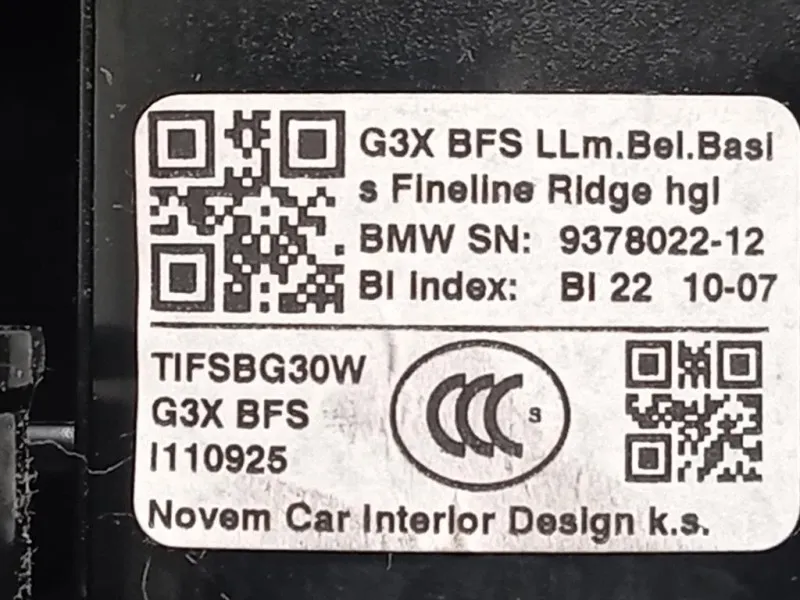 G3X BFS LLm.Bel.Basi
s Fineline Ridge hgl
BMW SN: 9378022-12
BI Index: BI 22 10-07
TIFSBG30W
G3X BFS
I110925
CCC S
Novem Car Interior Design k.s.